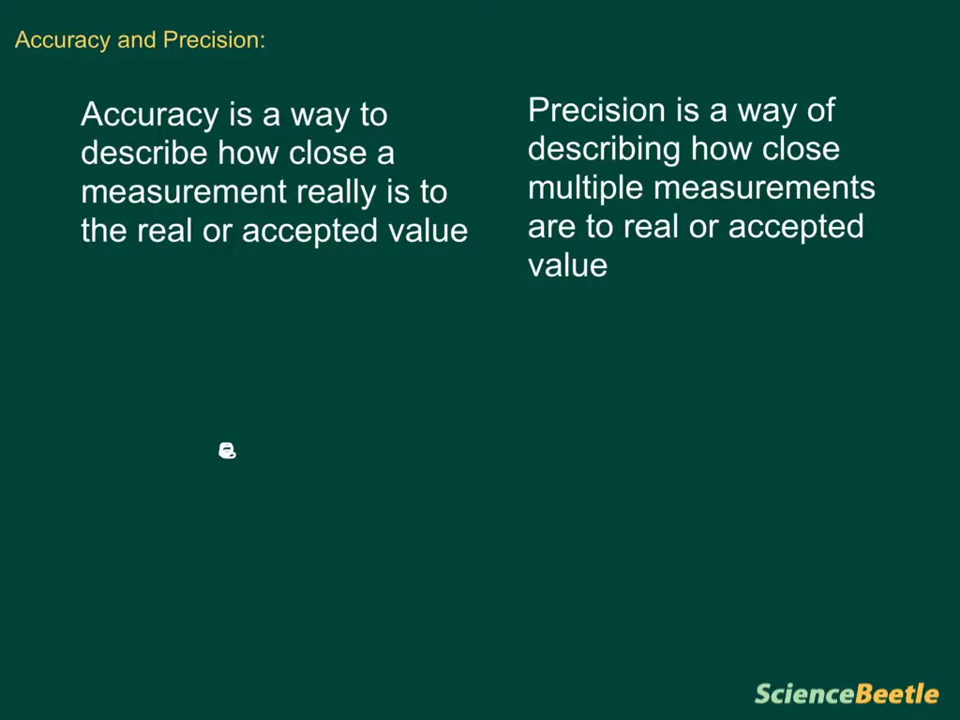 Accuracy and Precision:
Accuracy is a way to
describe how close a
measurement really is to
the real or accepted value
Precision is a way of
describing how close
multiple measurements
are to real or accepted
value
ScienceBeetle